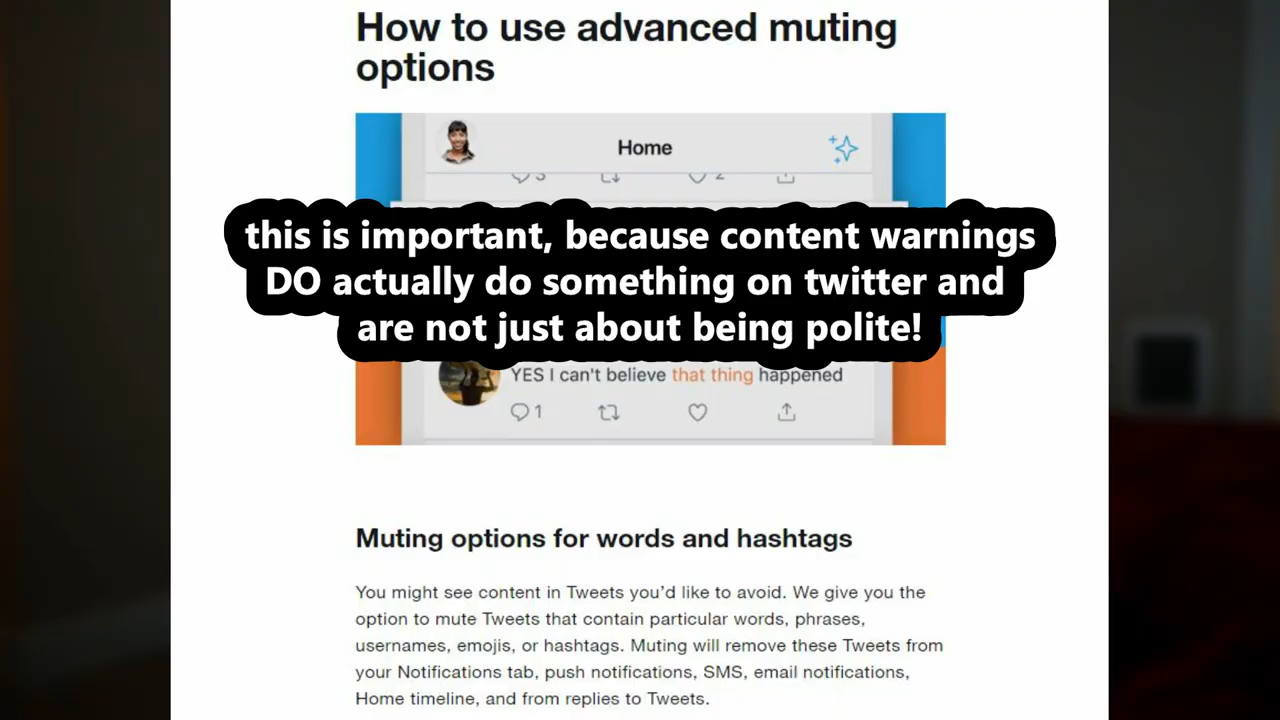 How to use advanced muting
options
Home
3
2
this is important, because content warnings
DO actually do something on twitter and
are not just about being polite!
YES I can't believe that thing happened
1
Muting options for words and hashtags
You might see content in Tweets you’d like to avoid. We give you the
option to mute Tweets that contain particular words, phrases,
usernames, emojis, or hashtags. Muting will remove these Tweets from
your Notifications tab, push notifications, SMS, email notifications,
Home timeline, and from replies to Tweets.